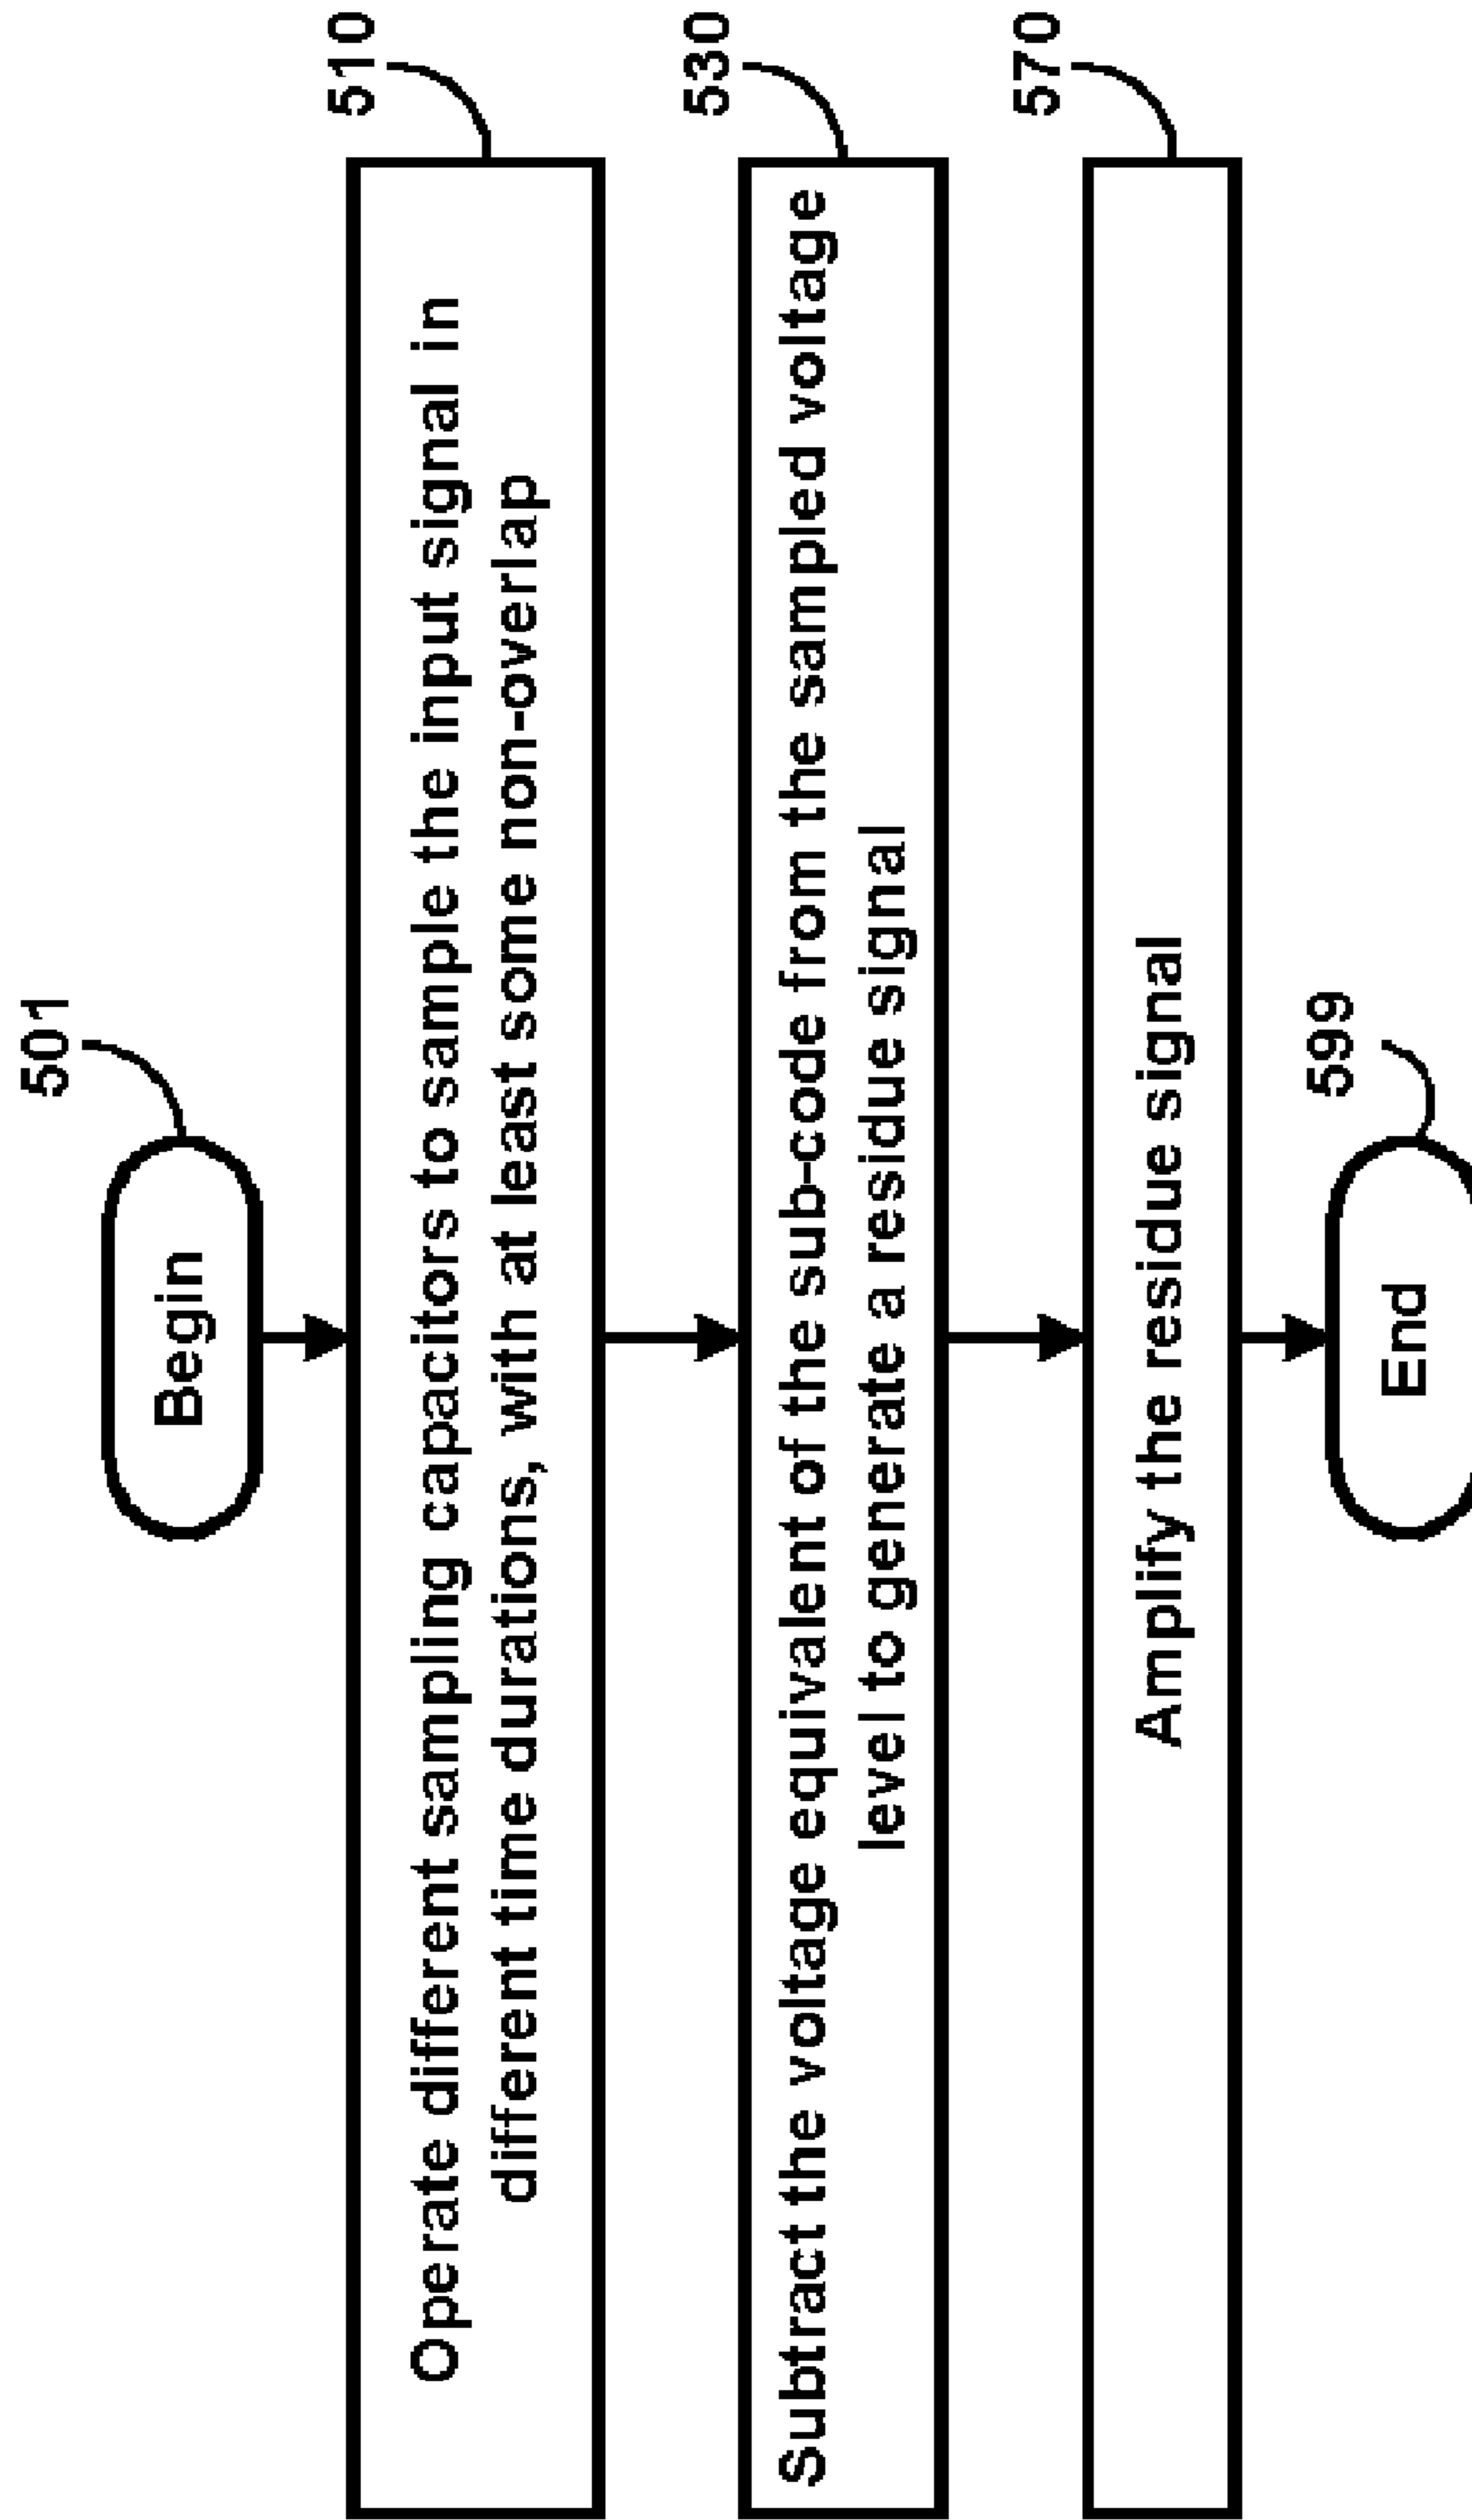 501
Begin
510
Operate different sampling capacitors to sample the input signal in
different time durations, with at least some non-overlap
530
Subtract the voltage equivalent of the sub-code from the sampled voltage
level to generate a residue signal
570
Amplify the residue signal
599
End